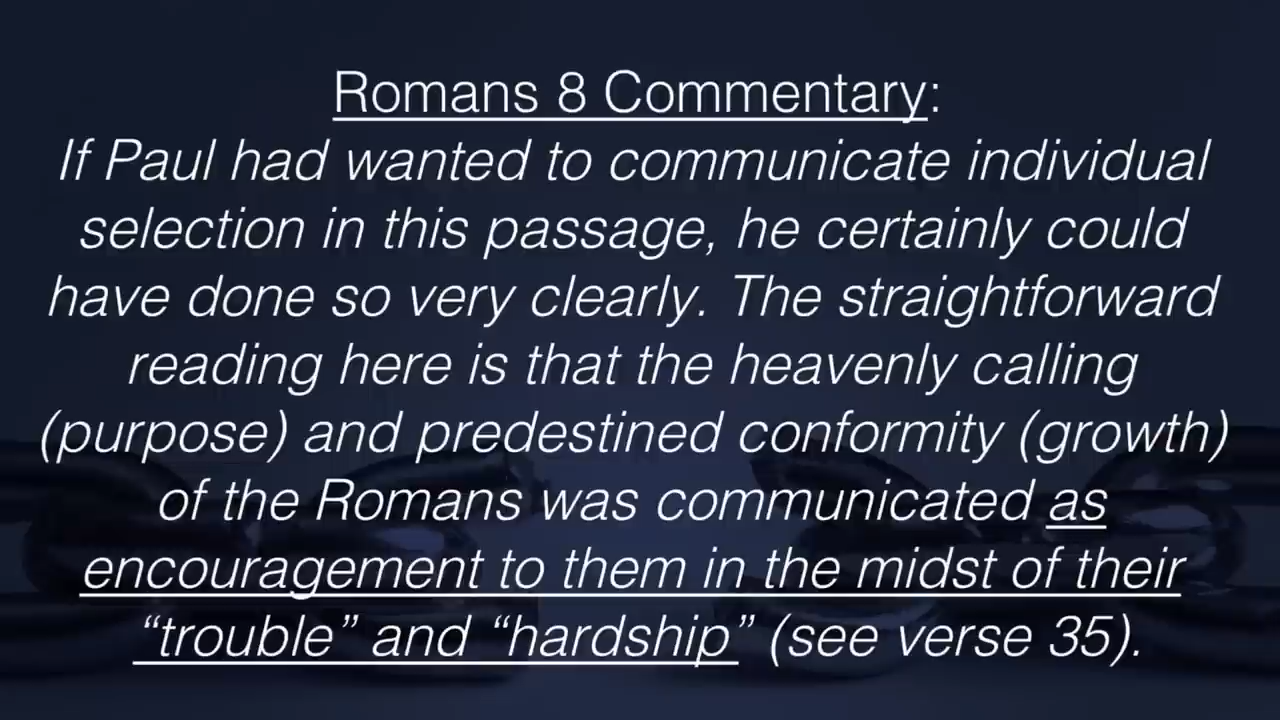 Romans 8 Commentary:
If Paul had wanted to communicate individual
selection in this passage, he certainly could
have done so very clearly. The straightforward
reading here is that the heavenly calling
(purpose) and predestined conformity (growth)
of the Romans was communicated as
encouragement to them in the midst of their
“trouble” and “hardship” (see verse 35).